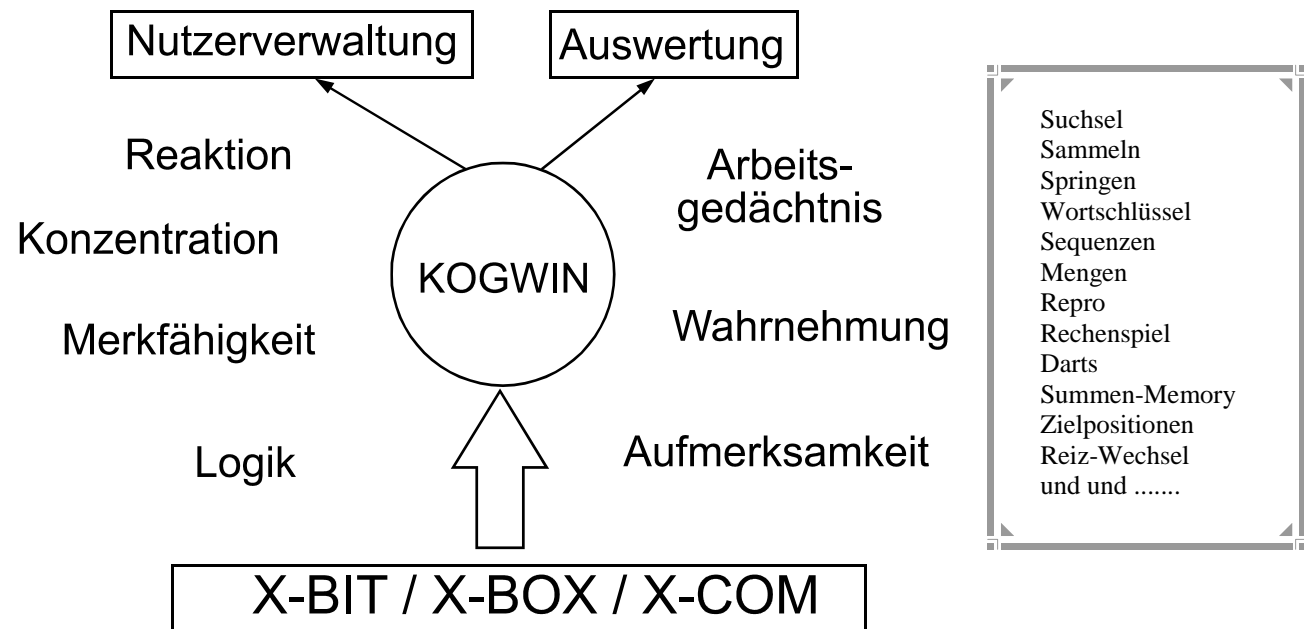 Nutzerverwaltung
Auswertung
Reaktion
Konzentration
Merkfähigkeit
Logik
KOGWIN
Arbeits-
gedächtnis
Wahrnehmung
Aufmerksamkeit
X-BIT / X-BOX / X-COM
Suchsel
Sammeln
Springen
Wortschlüssel
Sequenzen
Mengen
Repro
Rechenspiel
Darts
Summen-Memory
Zielpositionen
Reiz-Wechsel
und und .......